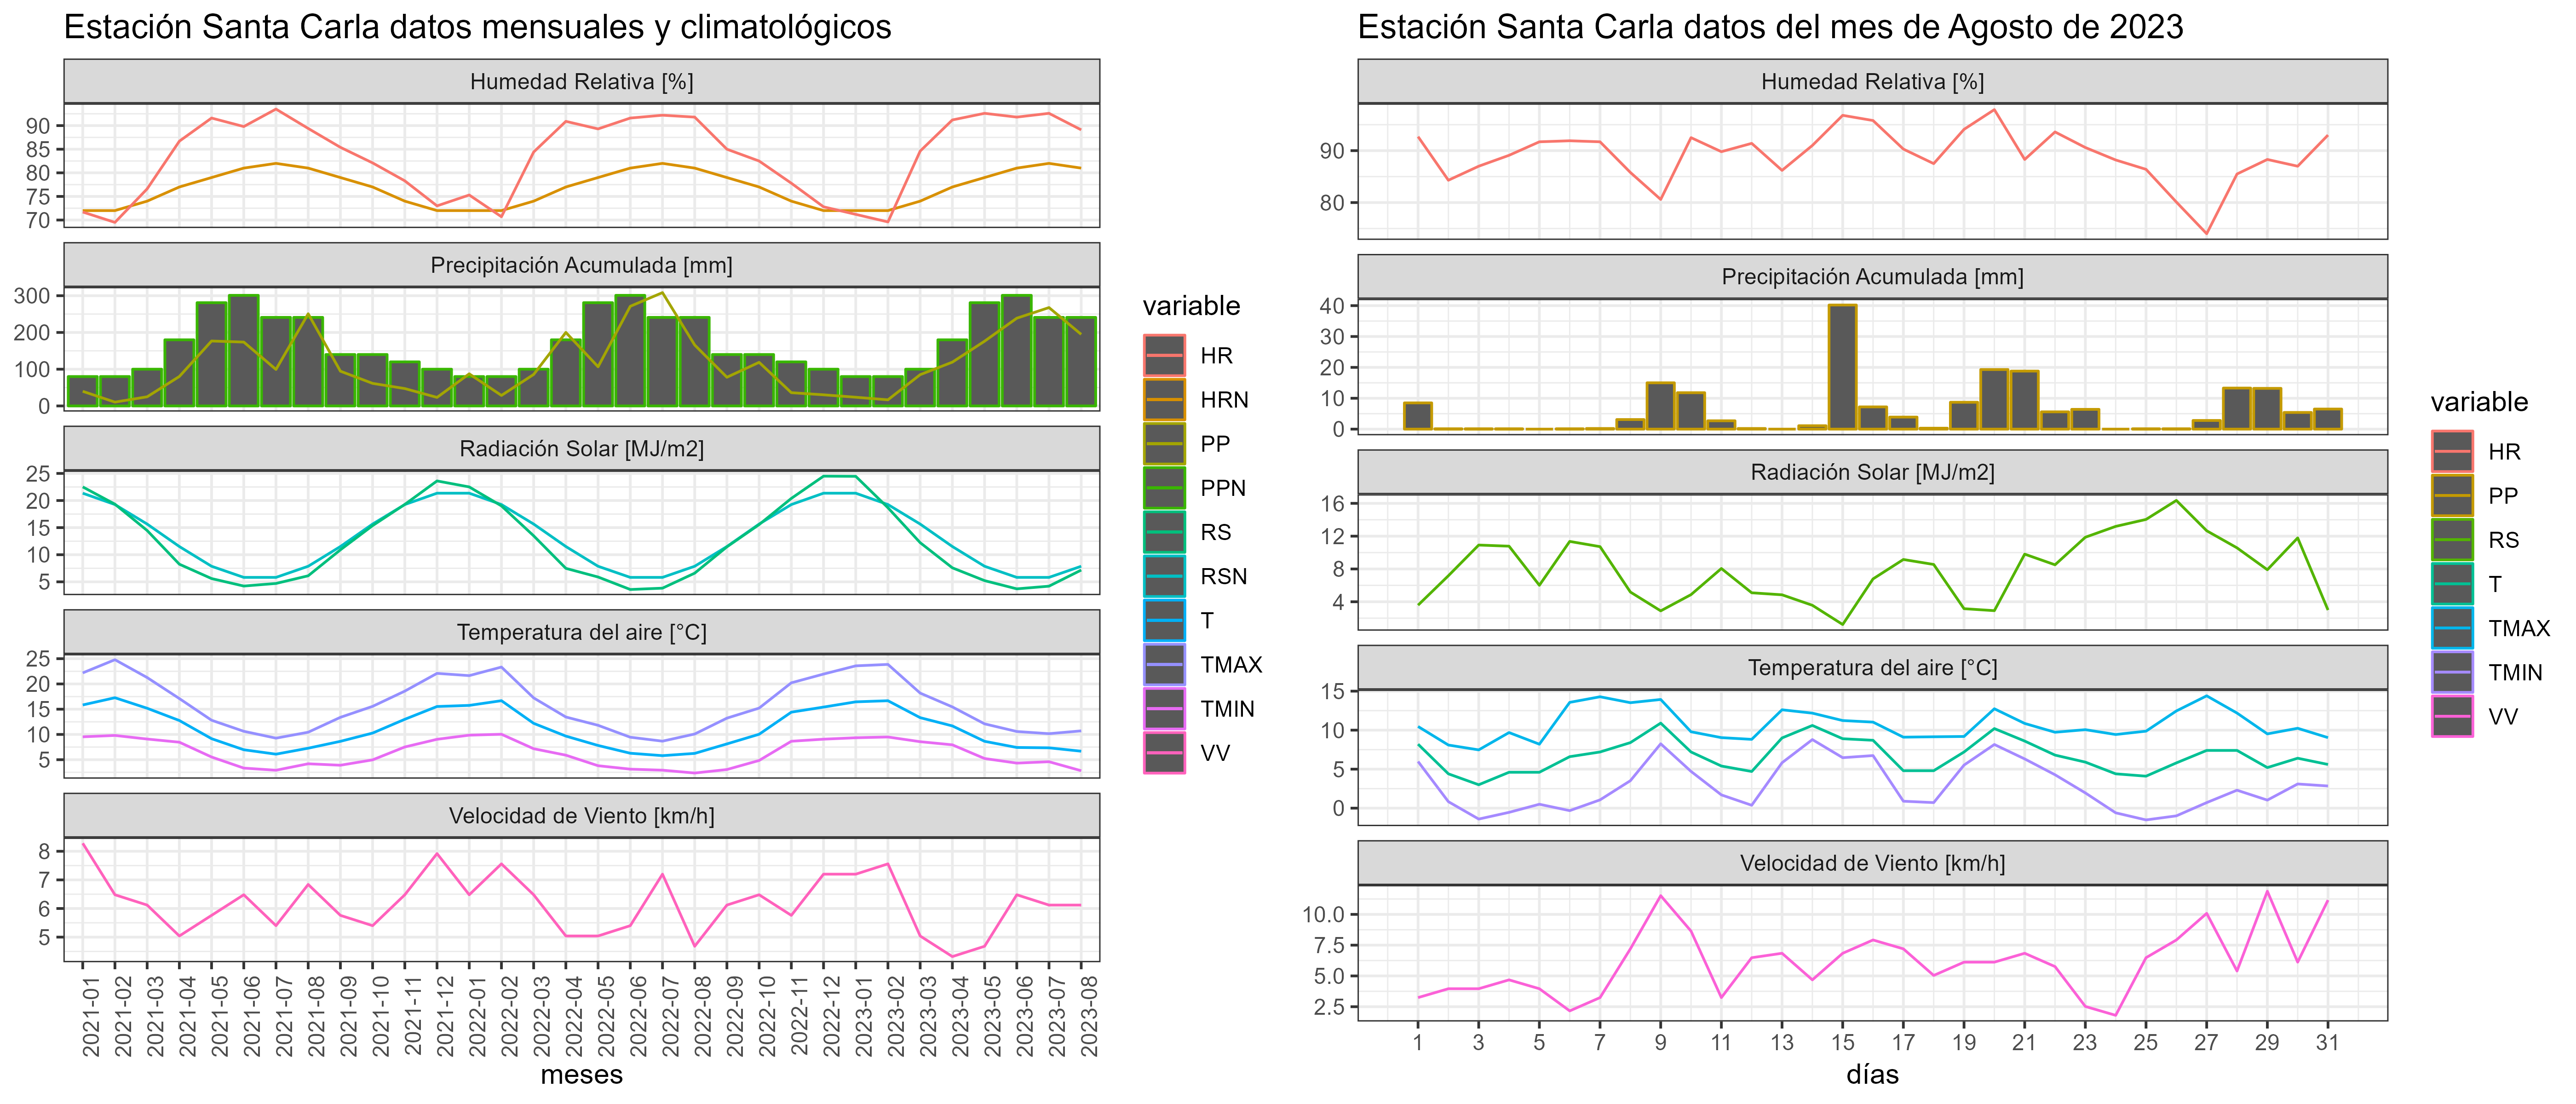 Estación Santa Carla datos mensuales y climatológicos
Humedad Relativa [%]
90
85
80
75
70
Precipitación Acumulada [mm]
300
200
100
0
Radiación Solar [MJ/m2]
25
20
15
10
5
Temperatura del aire [°C]
25
20
15
10
5
Velocidad de Viento [km/h]
8
7
6
5
2021-01 2021-02 2021-03 2021-04 2021-05 2021-06 2021-07 2021-08 2021-09 2021-10 2021-11 2021-12 2022-01 2022-02 2022-03 2022-04 2022-05 2022-06 2022-07 2022-08 2022-09 2022-10 2022-11 2022-12 2023-01 2023-02 2023-03 2023-04 2023-05 2023-06 2023-07 2023-08
meses
variable
HR
HRN
PP
PPN
RS
RSN
T
TMAX
TMIN
VV
Estación Santa Carla datos del mes de Agosto de 2023
Humedad Relativa [%]
90
80
Precipitación Acumulada [mm]
40
30
20
10
0
Radiación Solar [MJ/m2]
16
12
8
4
Temperatura del aire [°C]
15
10
5
0
Velocidad de Viento [km/h]
10.0
7.5
5.0
2.5
1 3 5 7 9 11 13 15 17 19 21 23 25 27 29 31
días
variable
HR
PP
RS
T
TMAX
TMIN
VV